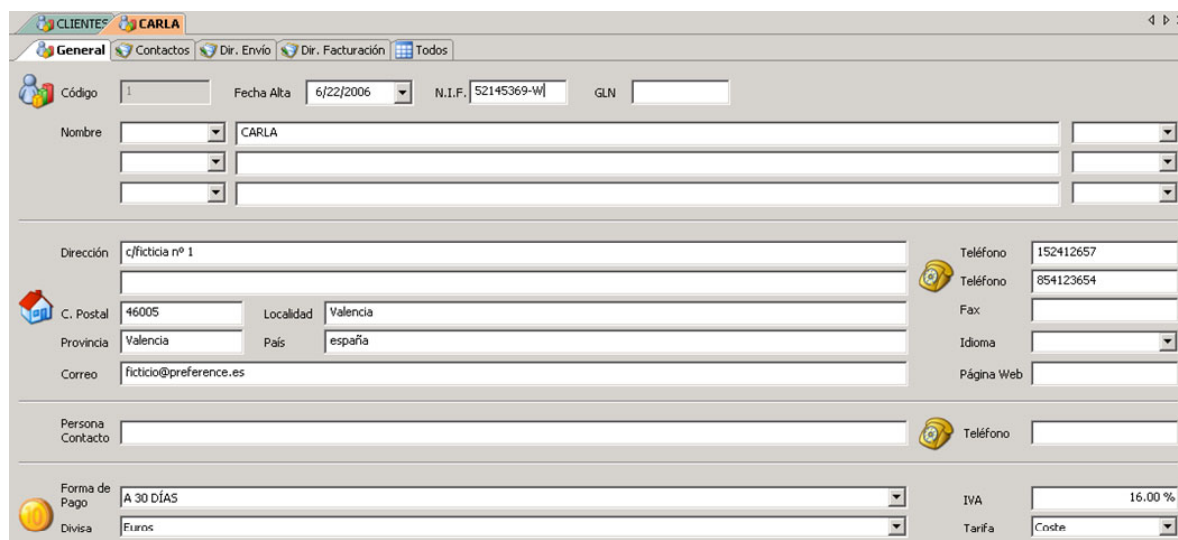 CLIENTES CARLA
General Contactos Dir. Envío Dir. Facturación Todos
Código 1 Fecha Alta 6/22/2006 N.I.F. 52145369-W GLN
Nombre CARLA
Dirección c/ficticia nº 1 Teléfono 152412657
Teléfono 854123654
C. Postal 46005 Localidad Valencia Fax
Provincia Valencia País españa Idioma
Correo ficticio@preference.es Página Web
Persona
Contacto Teléfono
Forma de
Pago A 30 DÍAS IVA 16.00 %
Divisa Euros Tarifa Coste